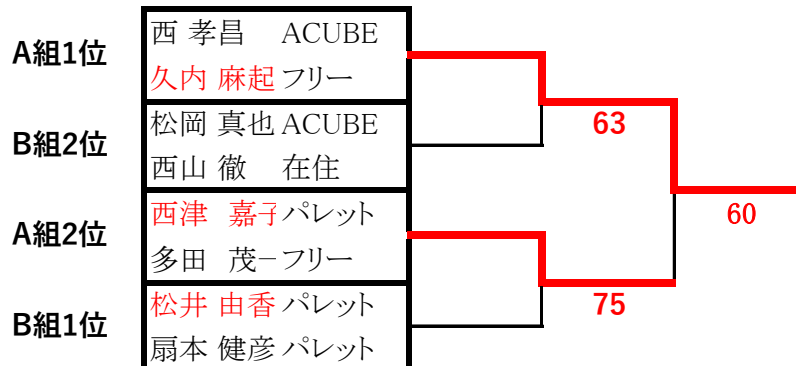 A組1位
西 孝昌 ACUBE
久内 麻起 フリー
B組2位
松岡 真也 ACUBE
西山 徹 在住
A組2位
西津 嘉子 パレット
多田 茂一 フリー
B組1位
松井 由香 パレット
扇本 健彦 パレット
63
60
75